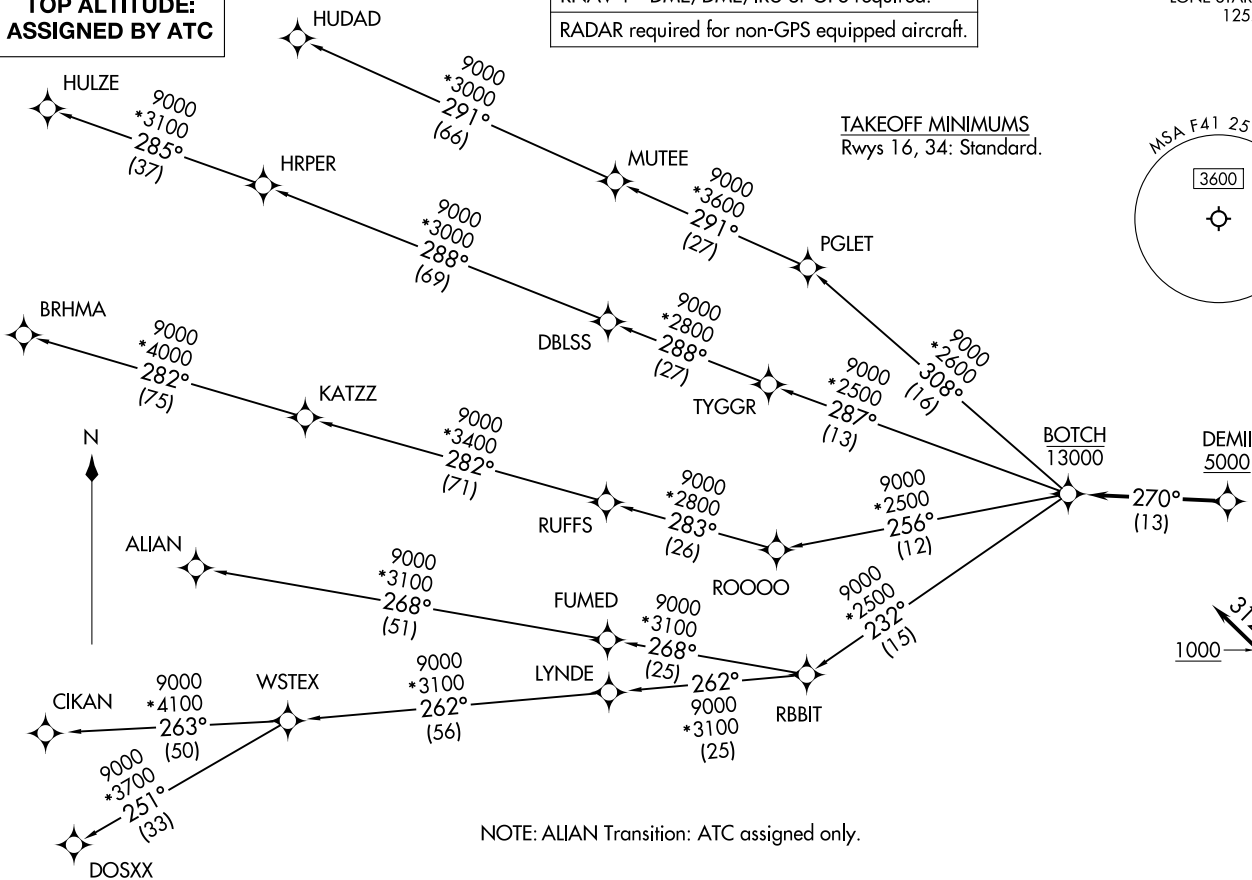 TOP ALTITUDE:
ASSIGNED BY ATC
RADAR required for non-GPS equipped aircraft.
125
TAKEOFF MINIMUMS
Rwys 16, 34: Standard.
MSA F41 25
3600
HUDAD
9000
*3000
291°
(66)
HULZE
9000
*3100
285°
(37)
HRPER
MUTEE
9000
*3600
291°
(27)
PGLET
9000
*3000
288°
(69)
DBLSS
9000
*2800
288°
(27)
TYGGR
9000
*2600
308°
(16)
9000
*2500
287°
(13)
BRHMA
9000
*4000
282°
(75)
KATZZ
9000
*3400
282°
(71)
RUFFS
9000
*2800
283°
(26)
ROOOO
9000
*2500
256°
(12)
BOTCH
13000
270°
(13)
5000
N
ALIAN
9000
*3100
268°
(51)
FUMED
9000
*3100
268°
(25)
9000
*2500
232°
(15)
RBBIT
1000
CIKAN
9000
*4100
263°
(50)
WSTEX
9000
*3100
262°
(56)
LYNDE
262°
9000
*3100
(25)
9000
*3700
251°
(33)
DOSXX
NOTE: ALIAN Transition: ATC assigned only.